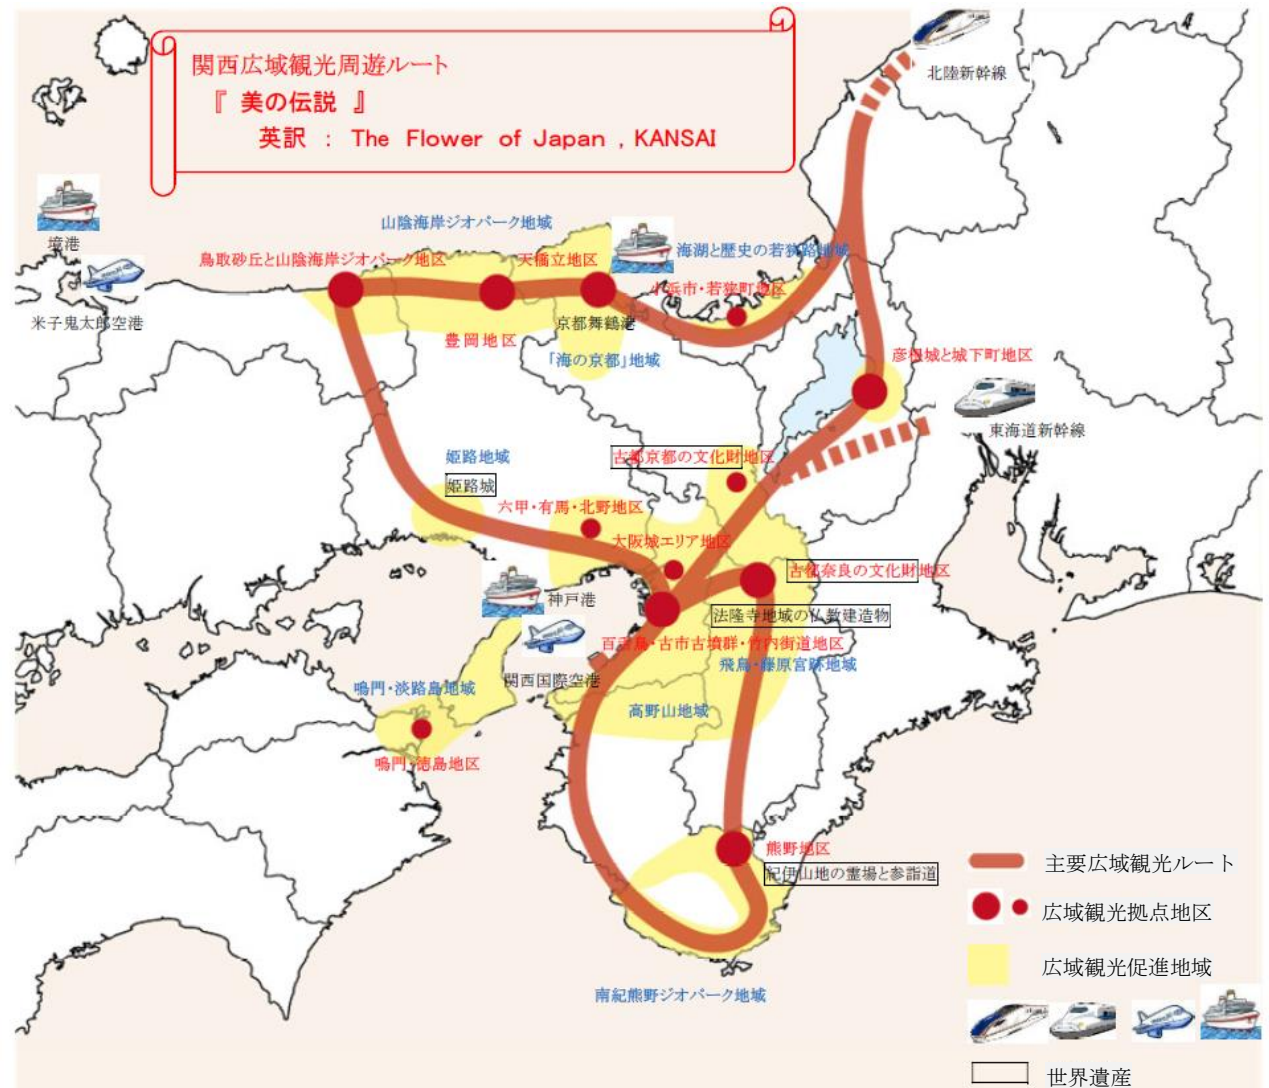 関西広域観光周遊ルート
『 美の伝説 』
英訳 : The Flower of Japan , KANSAI
北陸新幹線
境港
山陰海岸ジオパーク地域
鳥取砂丘と山陰海岸ジオパーク地区
天橋立地区
海湖と歴史の若狭路地域
小浜市・若狭町地区
米子鬼太郎空港
京都舞鶴港
豊岡地区
「海の京都」地域
彦根城と城下町地区
東海道新幹線
姫路地域
古都京都の文化財地区
姫路城
六甲・有馬・北野地区
大阪城エリア地区
古都奈良の文化財地区
神戸港
法隆寺地域の仏教建造物
百舌鳥・古市古墳群・竹内街道地区
飛鳥・藤原宮跡地域
関西国際空港
鳴門・淡路島地域
高野山地域
鳴門・徳島地区
熊野地区
紀伊山地の霊場と参詣道
南紀熊野ジオパーク地域
主要広域観光ルート
広域観光拠点地区
広域観光促進地域
世界遺産